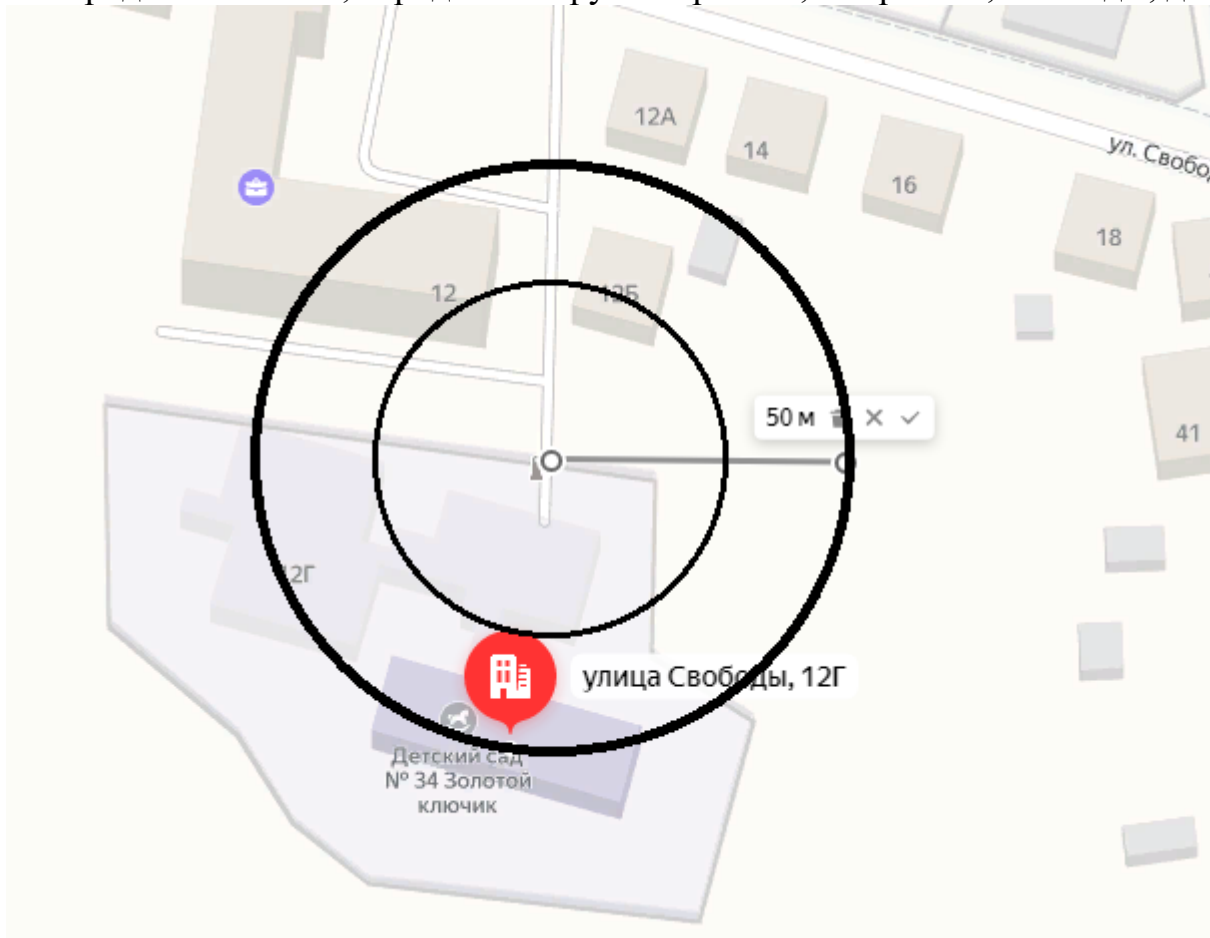 12А
14
ул. Свобо
16
18
12
12Б
50 м
41
12Г
улица Свободы, 12Г
Детский сад
№ 34 Золотой
ключик